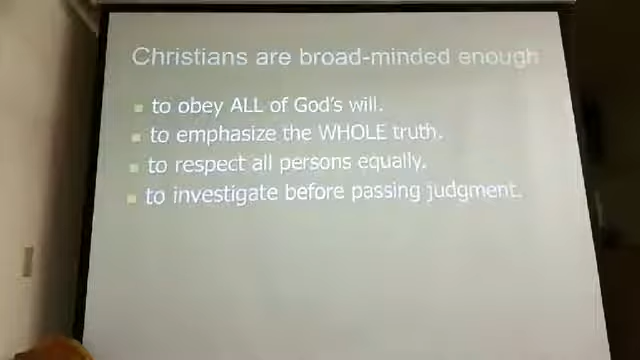 Christians are broad-minded enough
to obey ALL of God's will.
to emphasize the WHOLE truth.
to respect all persons equally.
to investigate before passing judgment.